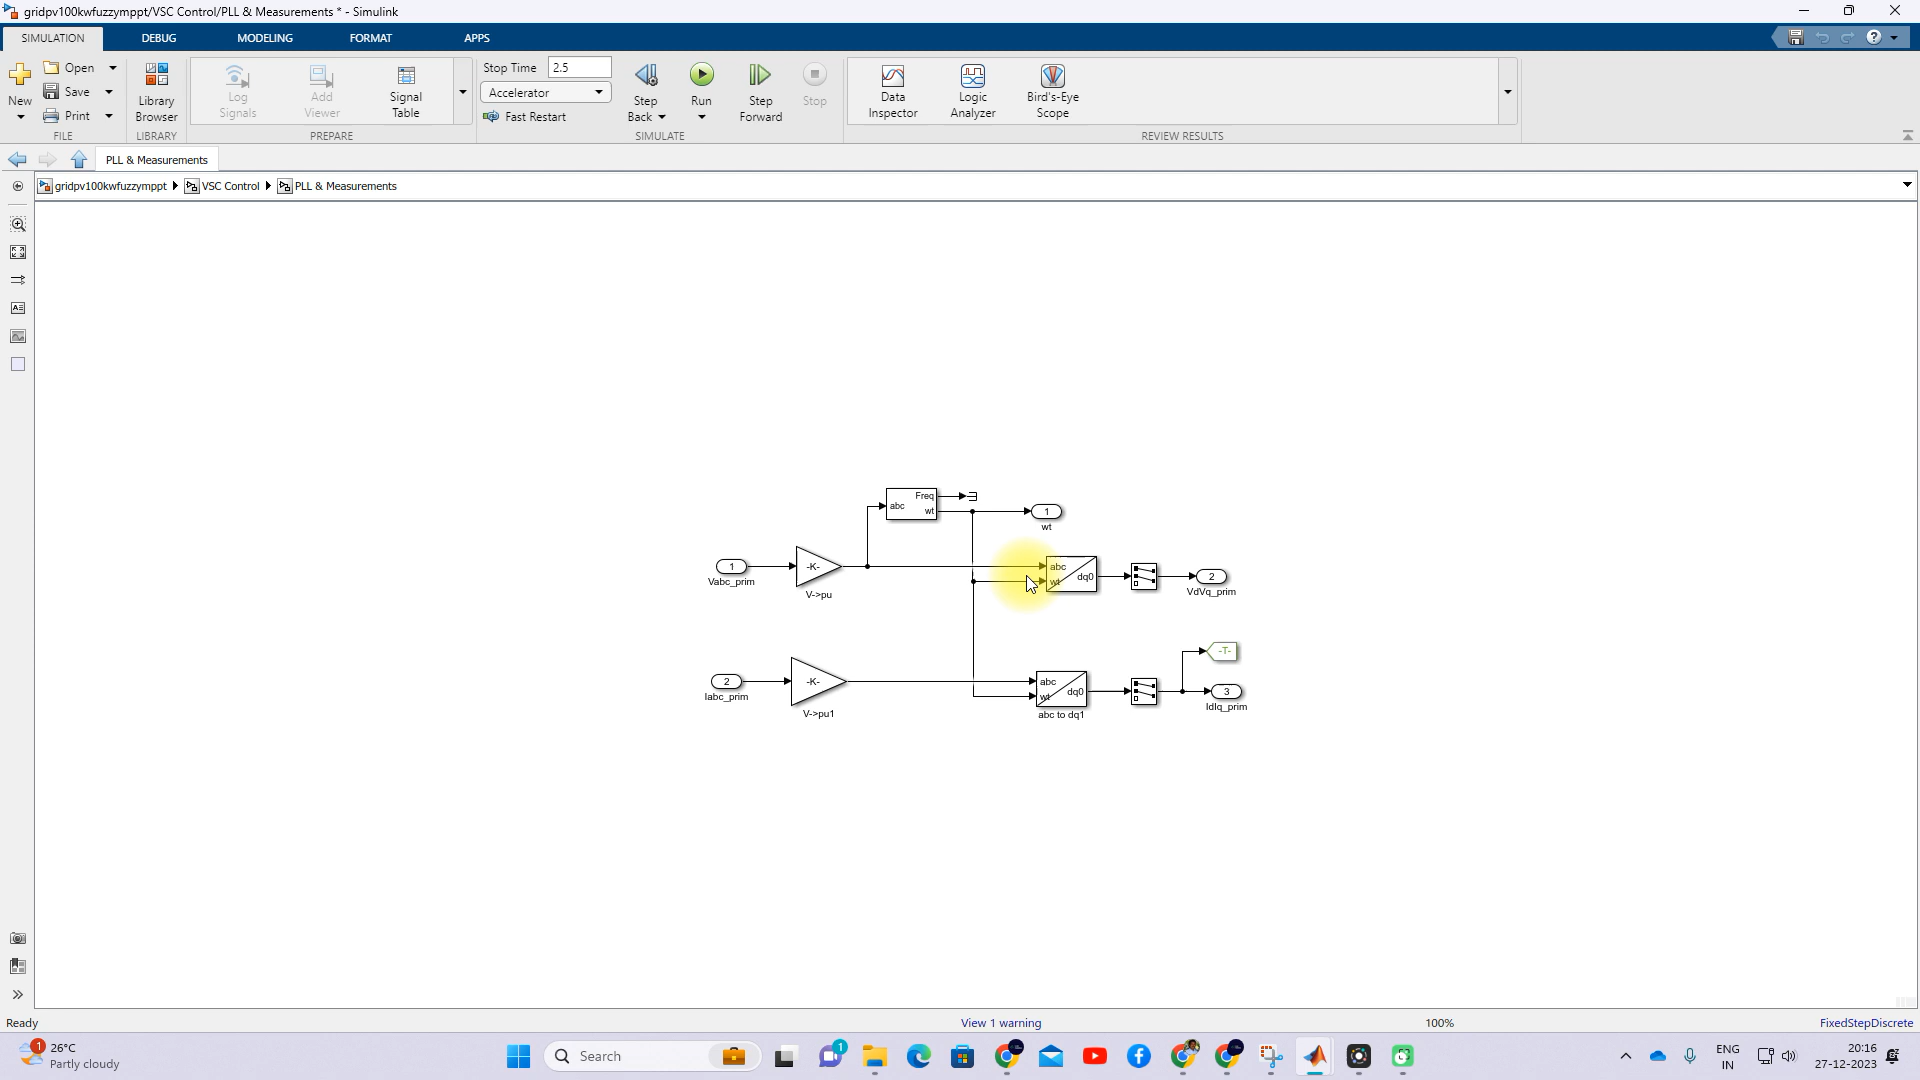 gridpv100kwfuzzymppt/VSC Control/PLL & Measurements * - Simulink
SIMULATION DEBUG MODELING FORMAT APPS
New
Open
Save
Print
FILE
Library
Browser
LIBRARY
Log
Signals
Add
Viewer
Signal
Table
PREPARE
Stop Time 2.5
Accelerator
Fast Restart
Step
Back
Run
Step
Forward
Stop
SIMULATE
Data
Inspector
Logic
Analyzer
Bird's-Eye
Scope
REVIEW RESULTS
PLL & Measurements
gridpv100kwfuzzymppt VSC Control PLL & Measurements
abc Freq
wt
1
wt
1
Vabc_prim
-K-
V->pu
abc
wt
dq0
2
VdVq_prim
-T-
2
Iabc_prim
-K-
V->pu1
abc
wt
dq0
abc to dq1
3
IdIq_prim
Ready View 1 warning 100% FixedStepDiscrete
1
26°C
Partly cloudy
Search
1
ENG
IN
20:16
27-12-2023